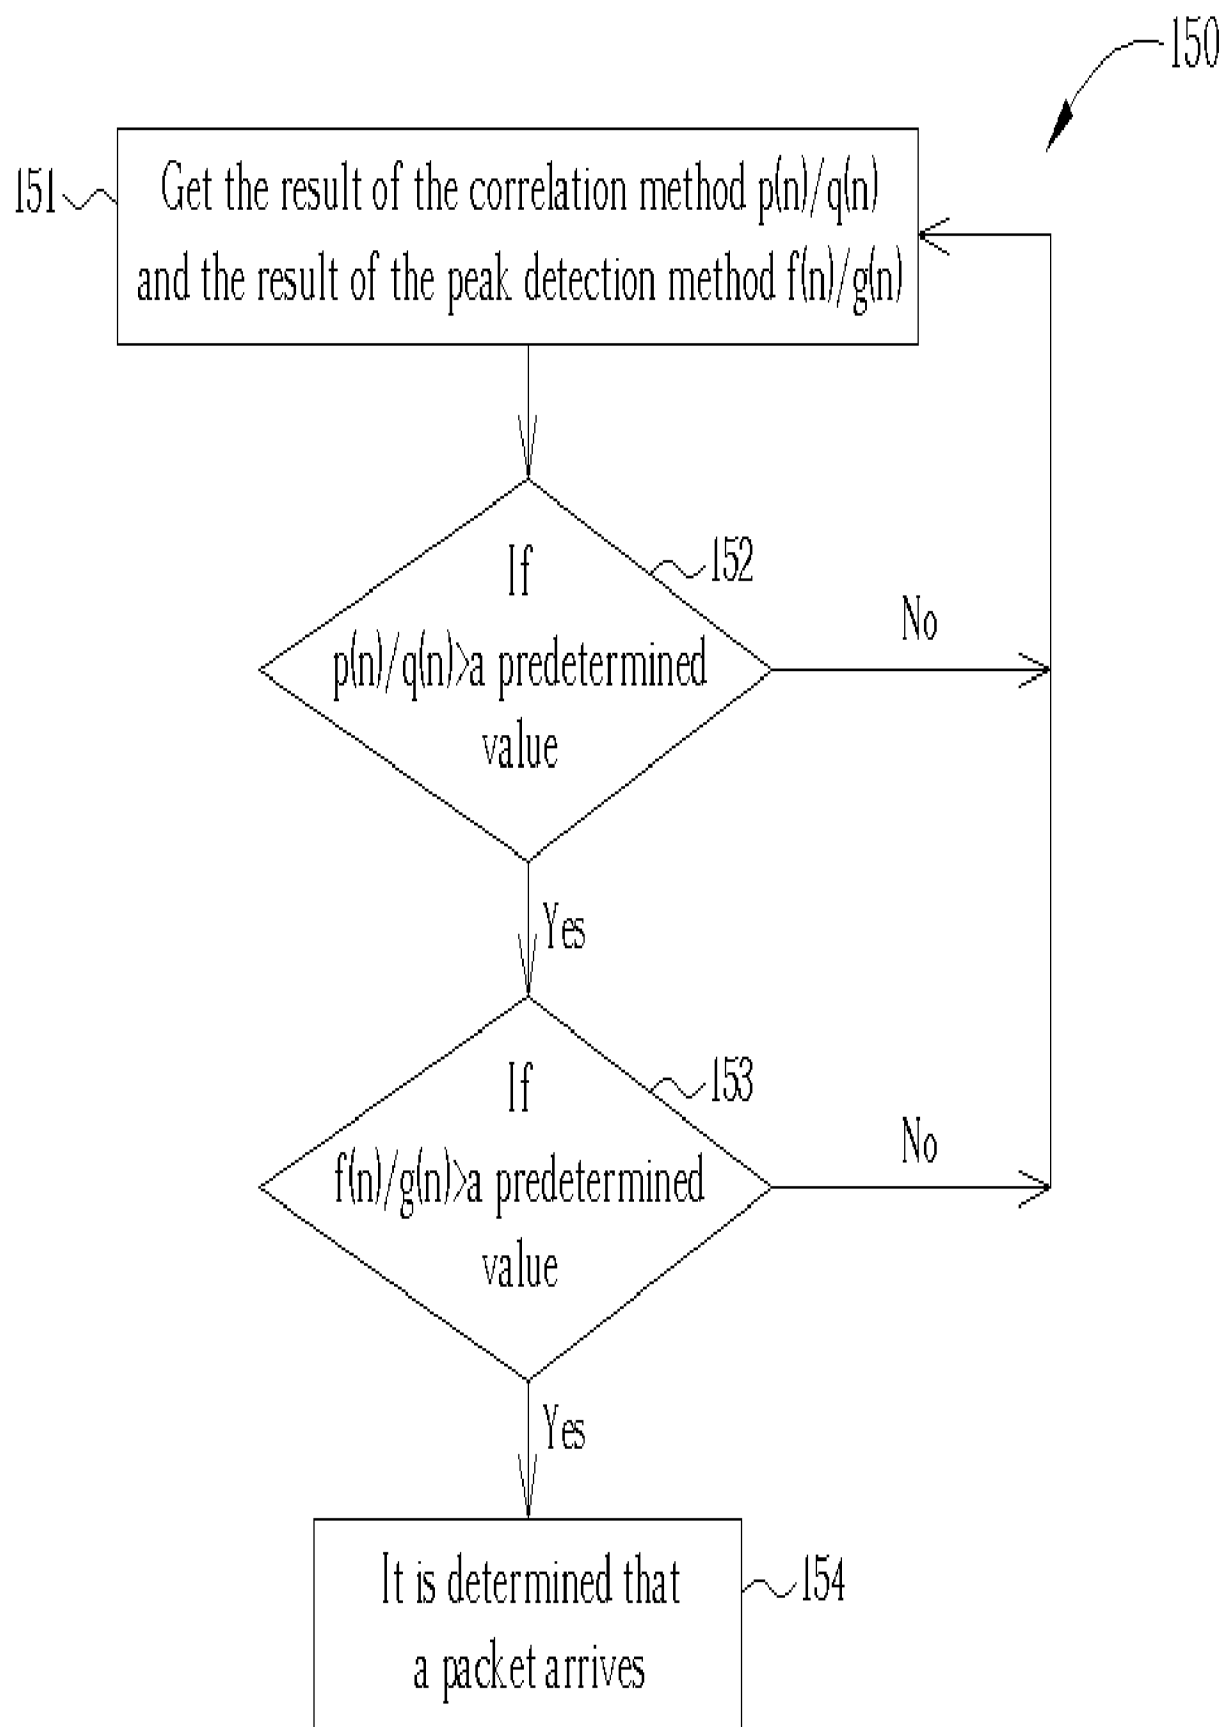 150
151
Get the result of the correlation method p(n)/q(n)
and the result of the peak detection method f(n)/g(n)
152
If
p(n)/q(n)>a predetermined
value
No
Yes
153
If
f(n)/g(n)>a predetermined
value
No
Yes
It is determined that
a packet arrives
154